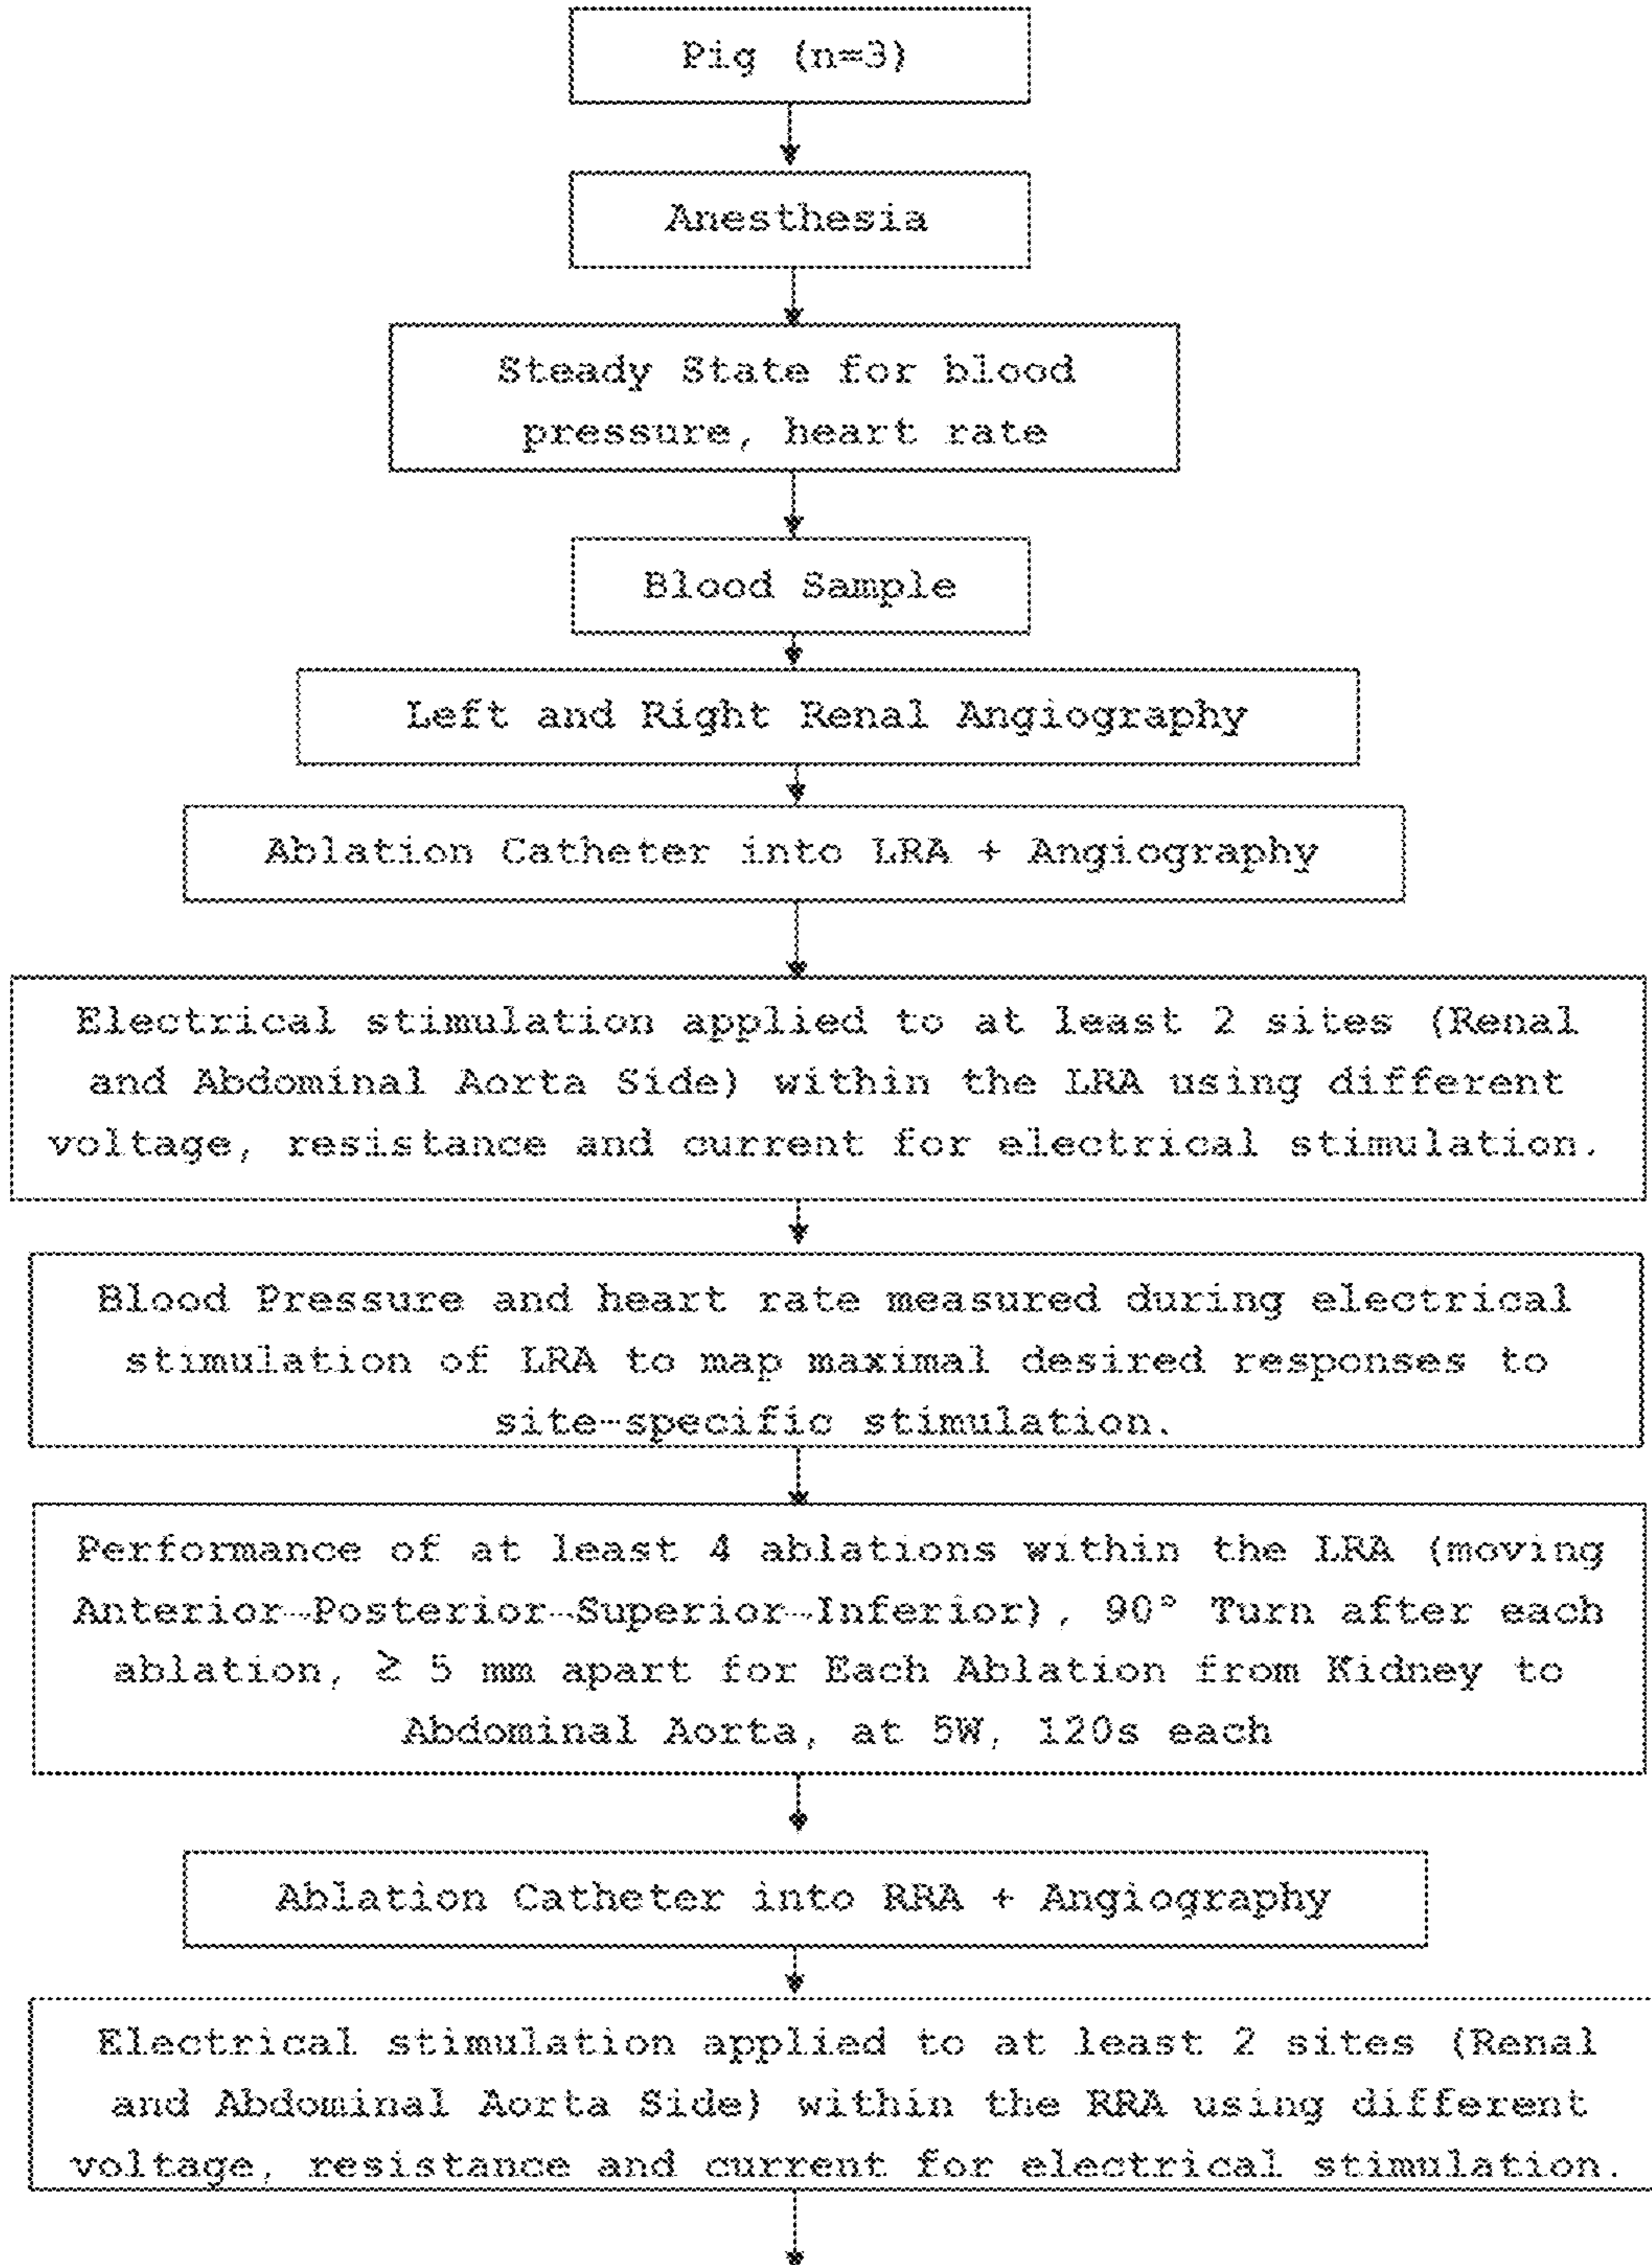 Pig (n=3)
Anesthesia
Steady State for blood
pressure, heart rate
Blood Sample
Left and Right Renal Angiography
Ablation Catheter into LRA + Angiography
Electrical stimulation applied to at least 2 sites (Renal
and Abdominal Aorta Side) within the LRA using different
voltage, resistance and current for electrical stimulation.
Blood Pressure and heart rate measured during electrical
stimulation of LRA to map maximal desired responses to
site-specific stimulation.
Performance of at least 4 ablations within the LRA (moving
Anterior-Posterior-Superior-Inferior), 90° Turn after each
ablation, ≥ 5 mm apart for Each Ablation from Kidney to
Abdominal Aorta, at 5W, 120s each
Ablation Catheter into RRA + Angiography
Electrical stimulation applied to at least 2 sites (Renal
and Abdominal Aorta Side) within the RRA using different
voltage, resistance and current for electrical stimulation.